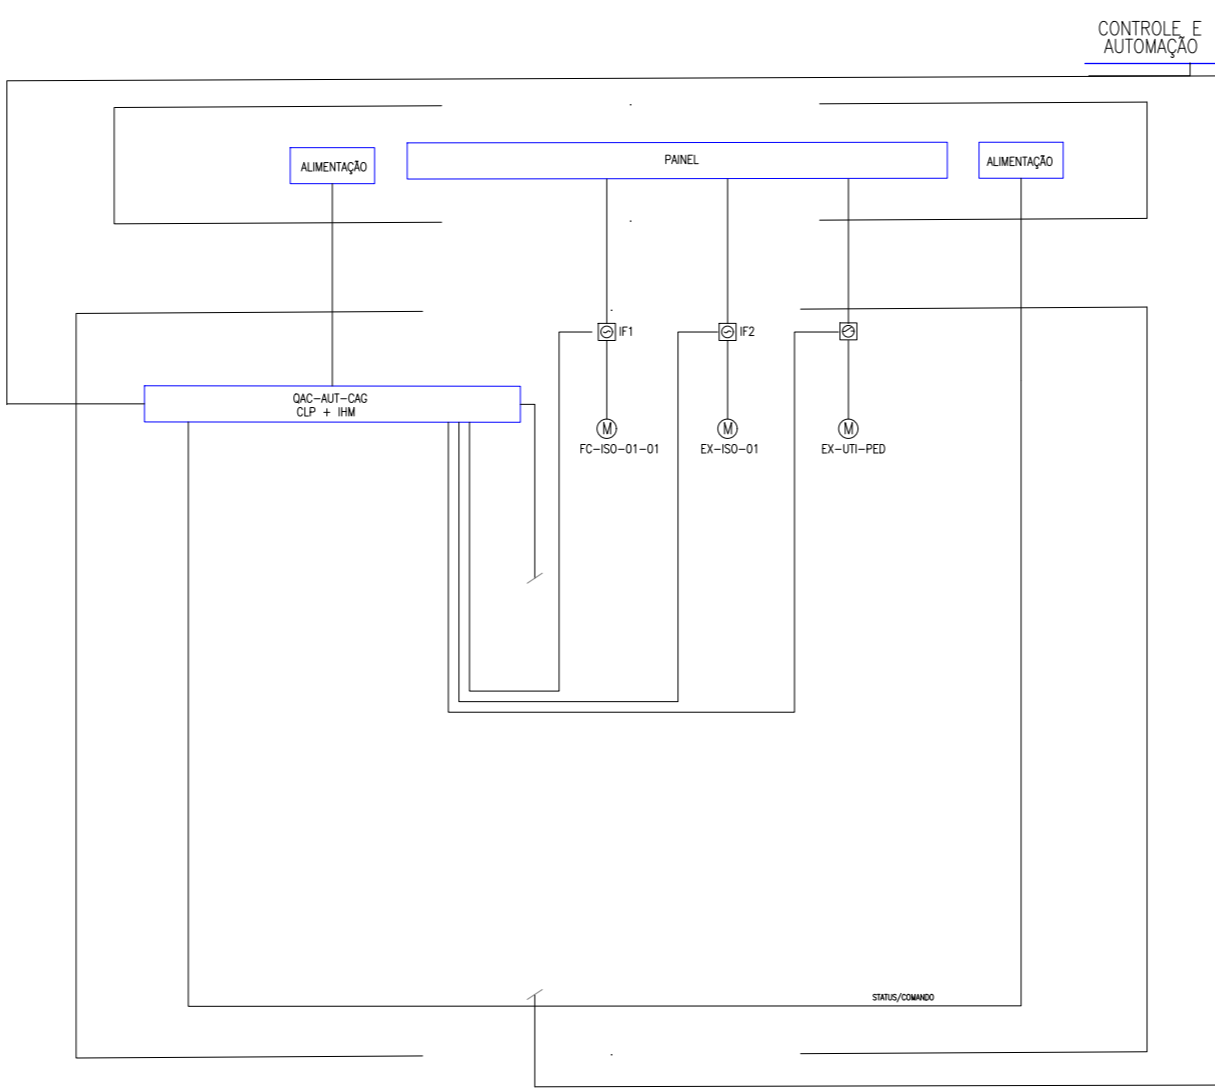 CONTROLE E
AUTOMAÇÃO
ALIMENTAÇÃO
PAINEL
ALIMENTAÇÃO
IF1
IF2
QAC-AUT-CAG
CLP + IHM
M
M
M
FC-ISO-01-01
EX-ISO-01
EX-UTI-PED
STATUS/COMANDO